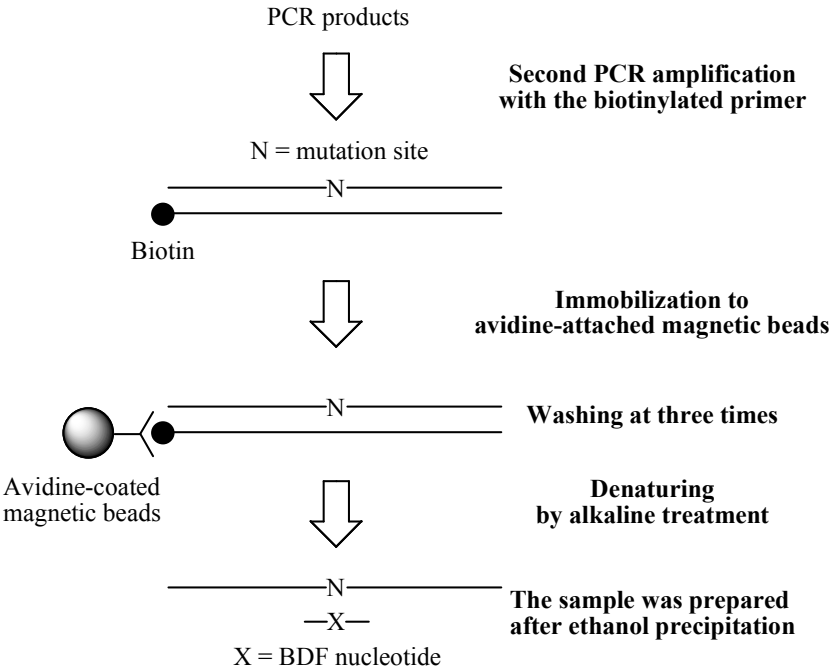 PCR products
Second PCR amplification
with the biotinylated primer
N = mutation site
N
Biotin
Immobilization to
avidine-attached magnetic beads
N
Washing at three times
Avidine-coated
magnetic beads
Denaturing
by alkaline treatment
N
X
The sample was prepared
after ethanol precipitation
X = BDF nucleotide